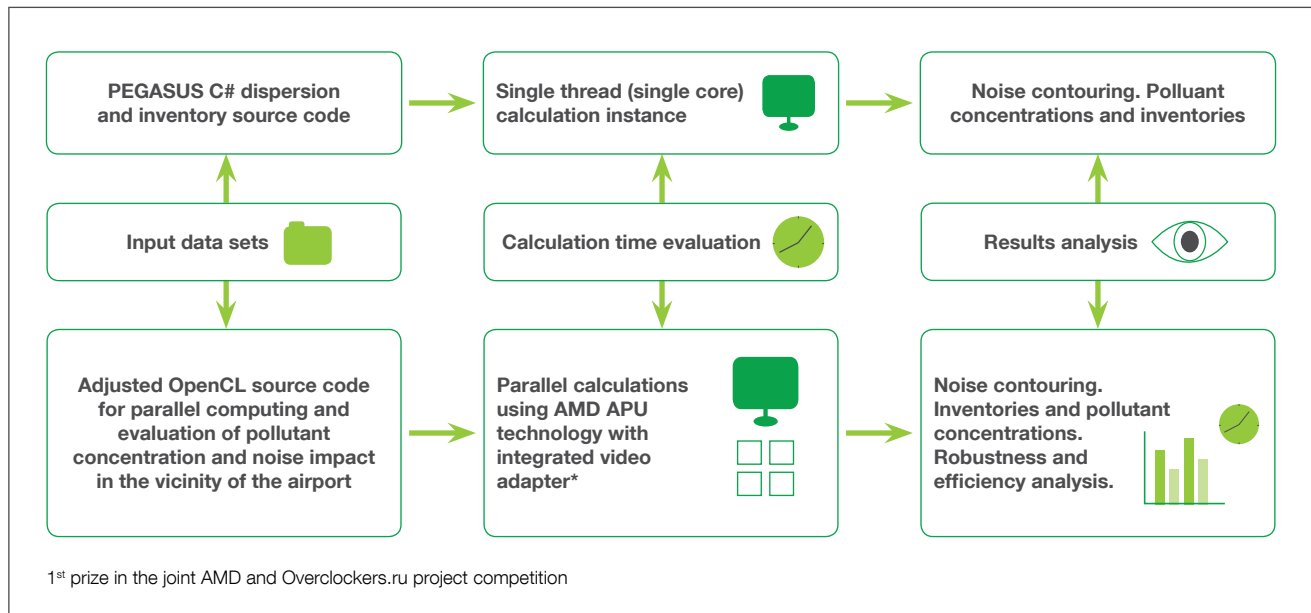 PEGASUS C# dispersion
and inventory source code
Single thread (single core)
calculation instance
Noise contouring. Polluant
concentrations and inventories
Input data sets
Calculation time evaluation
Results analysis
Adjusted OpenCL source code
for parallel computing and
evaluation of pollutant
concentration and noise impact
in the vicinity of the airport
Parallel calculations
using AMD APU
technology with
integrated video
adapter*
Noise contouring.
Inventories and pollutant
concentrations.
Robustness and
efficiency analysis.
1st prize in the joint AMD and Overclockers.ru project competition